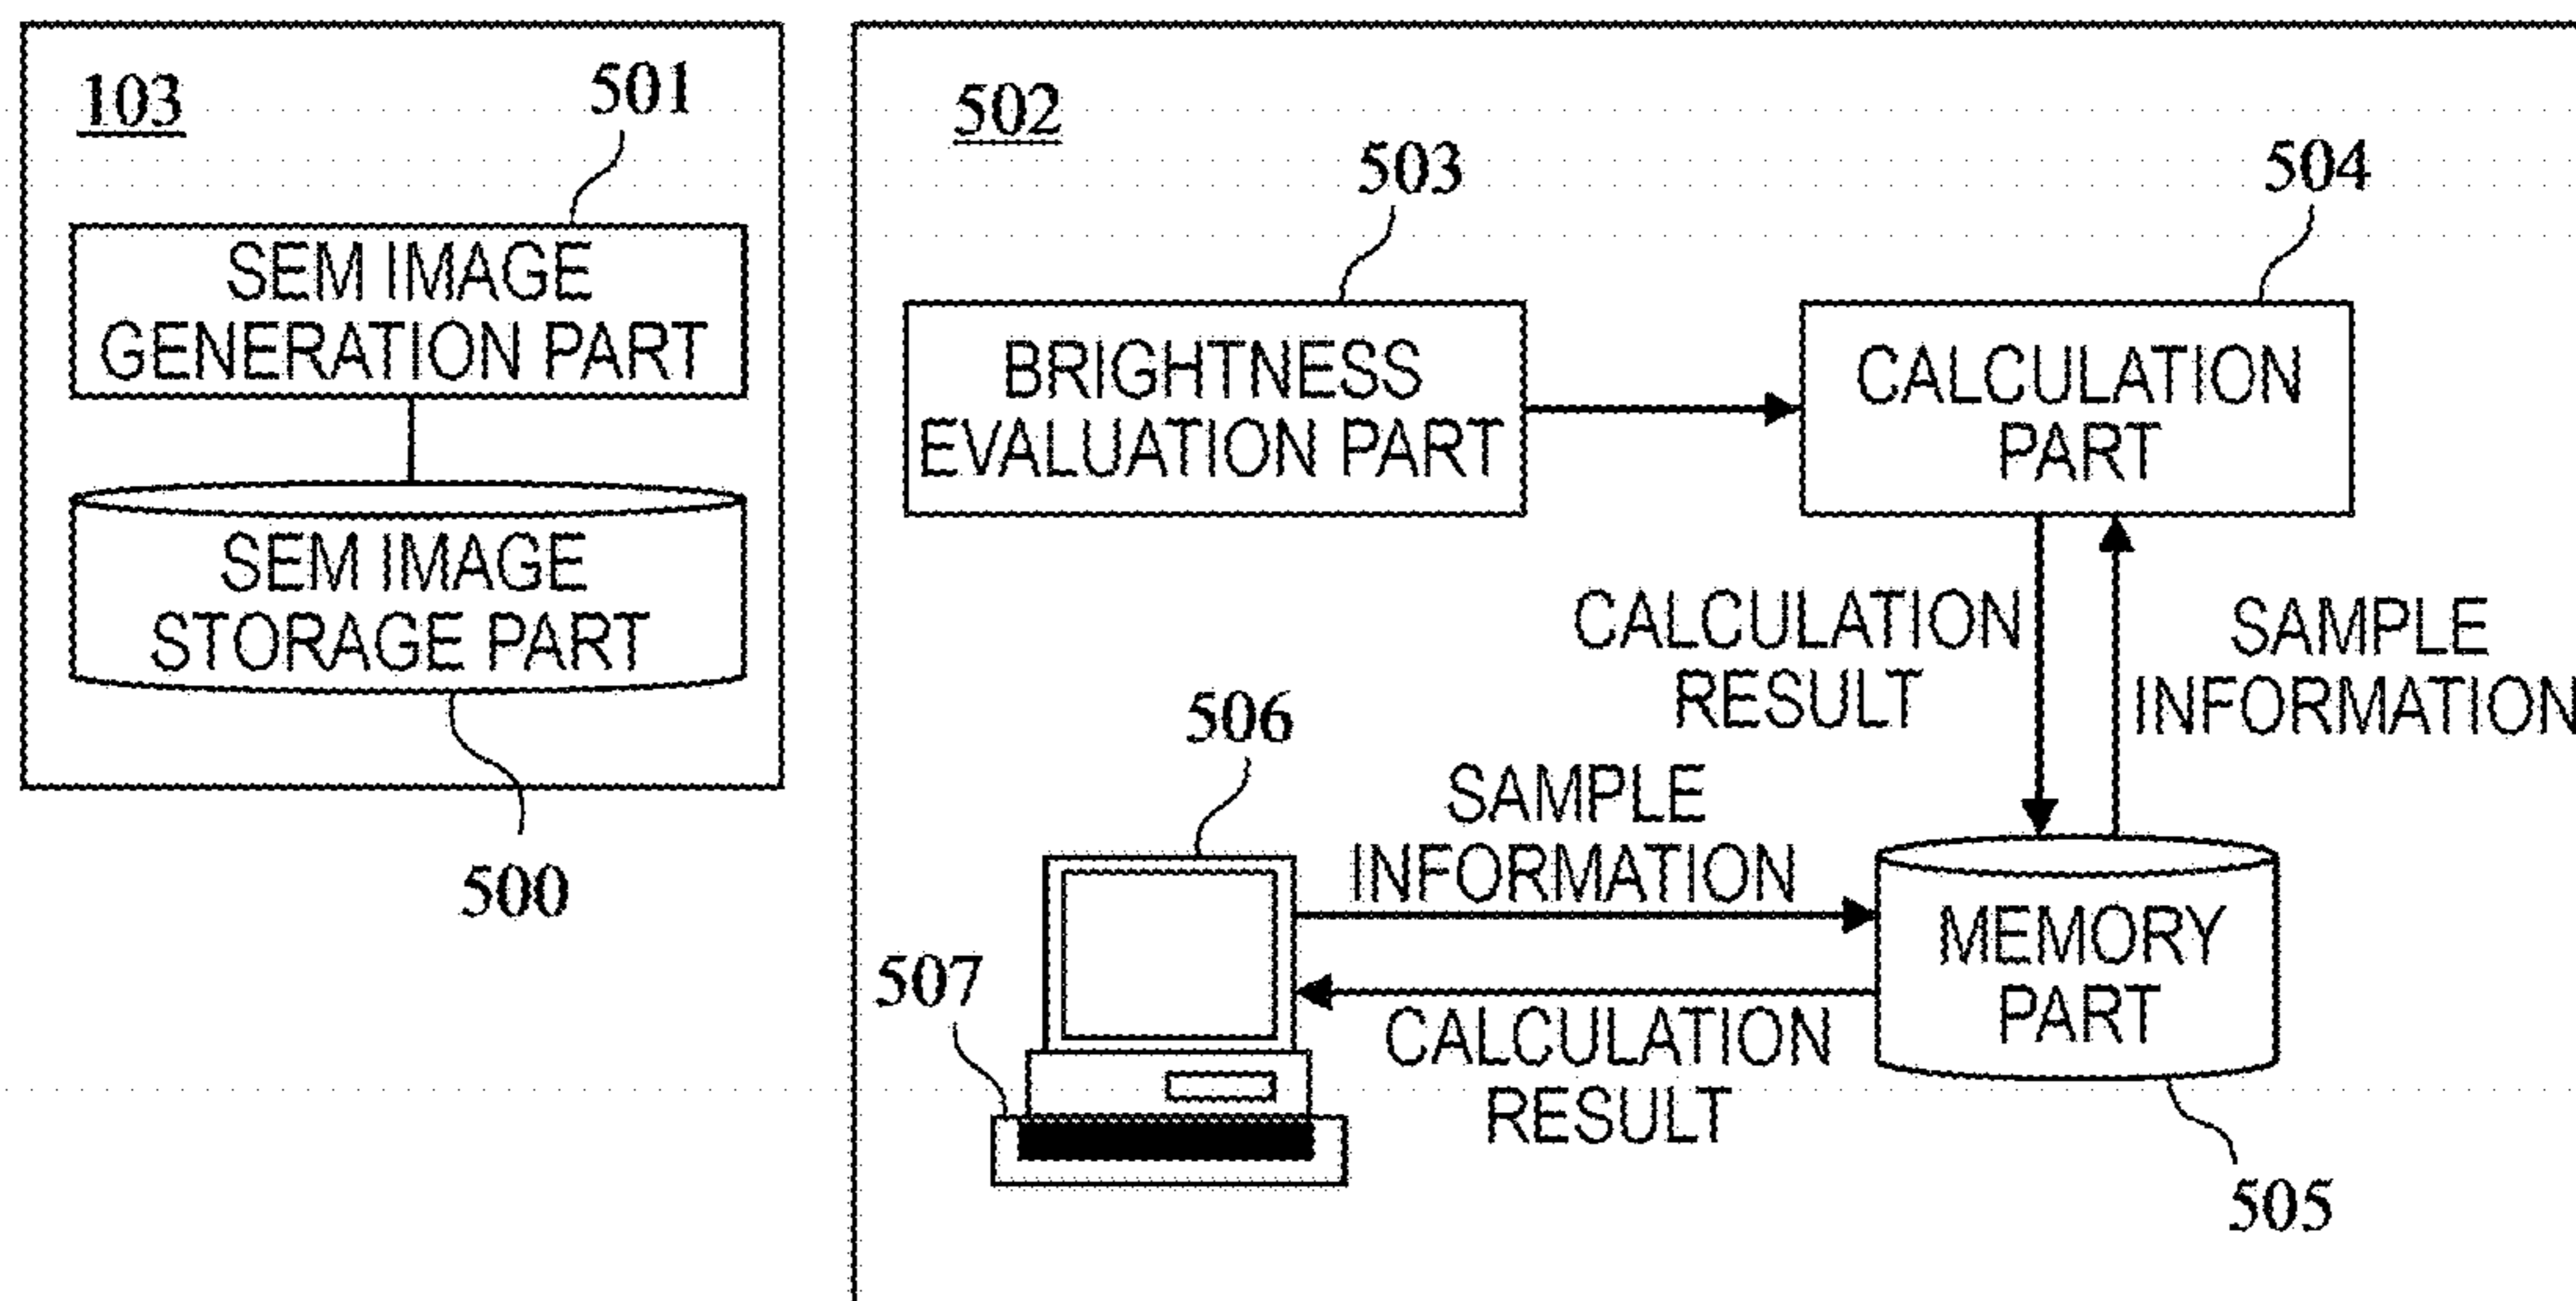 103
501
SEM IMAGE
GENERATION PART
SEM IMAGE
STORAGE PART
500
502
503
504
BRIGHTNESS
EVALUATION PART
CALCULATION
PART
CALCULATION
RESULT
SAMPLE
INFORMATION
506
SAMPLE
INFORMATION
507
CALCULATION
RESULT
MEMORY
PART
505